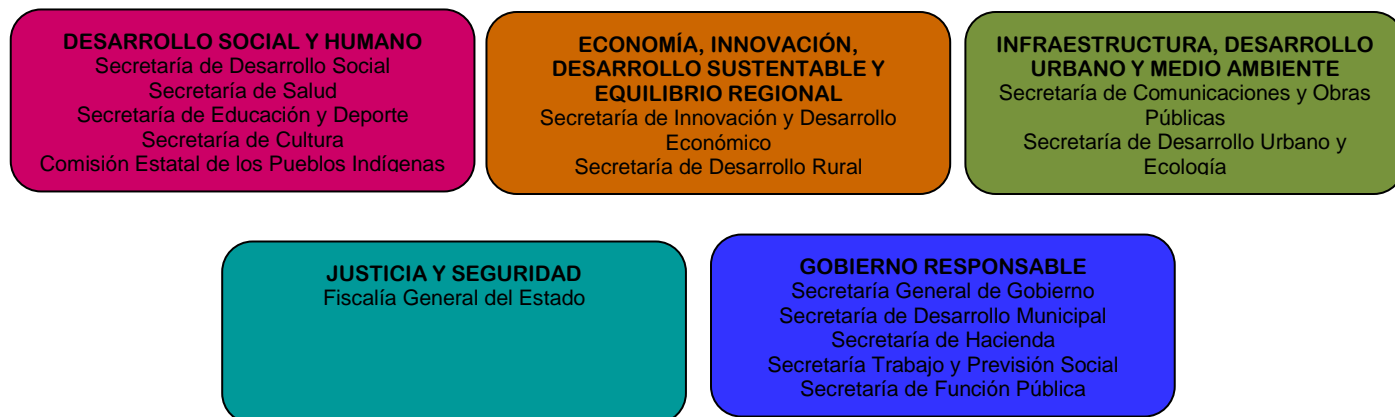 DESARROLLO SOCIAL Y HUMANO
Secretaría de Desarrollo Social
Secretaría de Salud
Secretaría de Educación y Deporte
Secretaría de Cultura
Comisión Estatal de los Pueblos Indígenas
ECONOMÍA, INNOVACIÓN,
DESARROLLO SUSTENTABLE Y
EQUILIBRIO REGIONAL
Secretaría de Innovación y Desarrollo
Económico
Secretaría de Desarrollo Rural
INFRAESTRUCTURA, DESARROLLO
URBANO Y MEDIO AMBIENTE
Secretaría de Comunicaciones y Obras
Públicas
Secretaría de Desarrollo Urbano y
Ecología
JUSTICIA Y SEGURIDAD
Fiscalía General del Estado
GOBIERNO RESPONSABLE
Secretaría General de Gobierno
Secretaría de Desarrollo Municipal
Secretaría de Hacienda
Secretaría Trabajo y Previsión Social
Secretaría de Función Pública